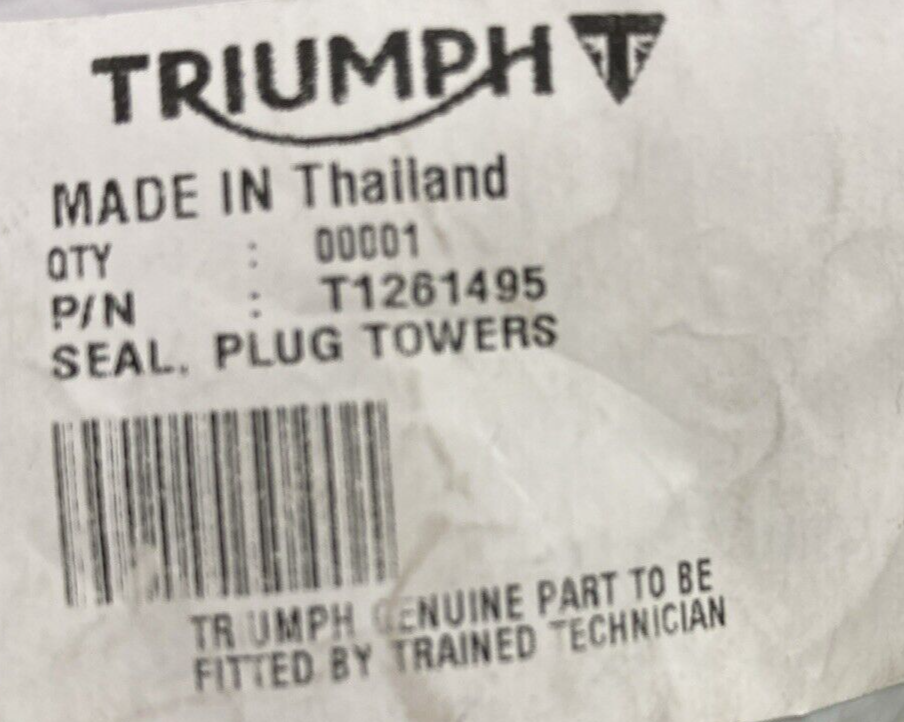 TRIUMPH
MADE IN Thailand
QTY : 00001
P/N : T1261495
SEAL, PLUG TOWERS
TRIUMPH GENUINE PART TO BE
FITTED BY TRAINED TECHNICIAN